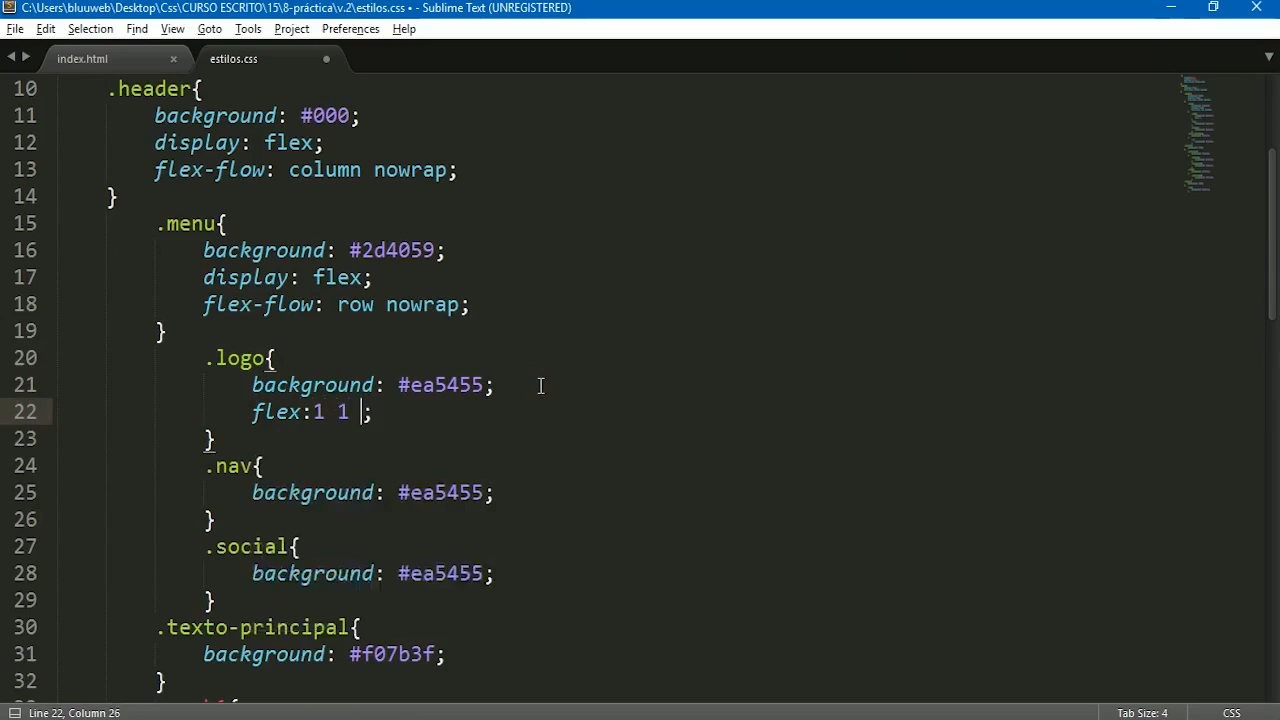 C:\Users\bluuweb\Desktop\Css\CURSO ESCRITO\15\8-práctica\v.2\estilos.css • - Sublime Text (UNREGISTERED)
File Edit Selection Find View Goto Tools Project Preferences Help
index.html × estilos.css
10 .header{
11 background: #000;
12 display: flex;
13 flex-flow: column nowrap;
14 }
15 .menu{
16 background: #2d4059;
17 display: flex;
18 flex-flow: row nowrap;
19 }
20 .logo{
21 background: #ea5455;
22 flex:1 1 ;
23 }
24 .nav{
25 background: #ea5455;
26 }
27 .social{
28 background: #ea5455;
29 }
30 .texto-principal{
31 background: #f07b3f;
32 }
Line 22, Column 26 Tab Size: 4 CSS